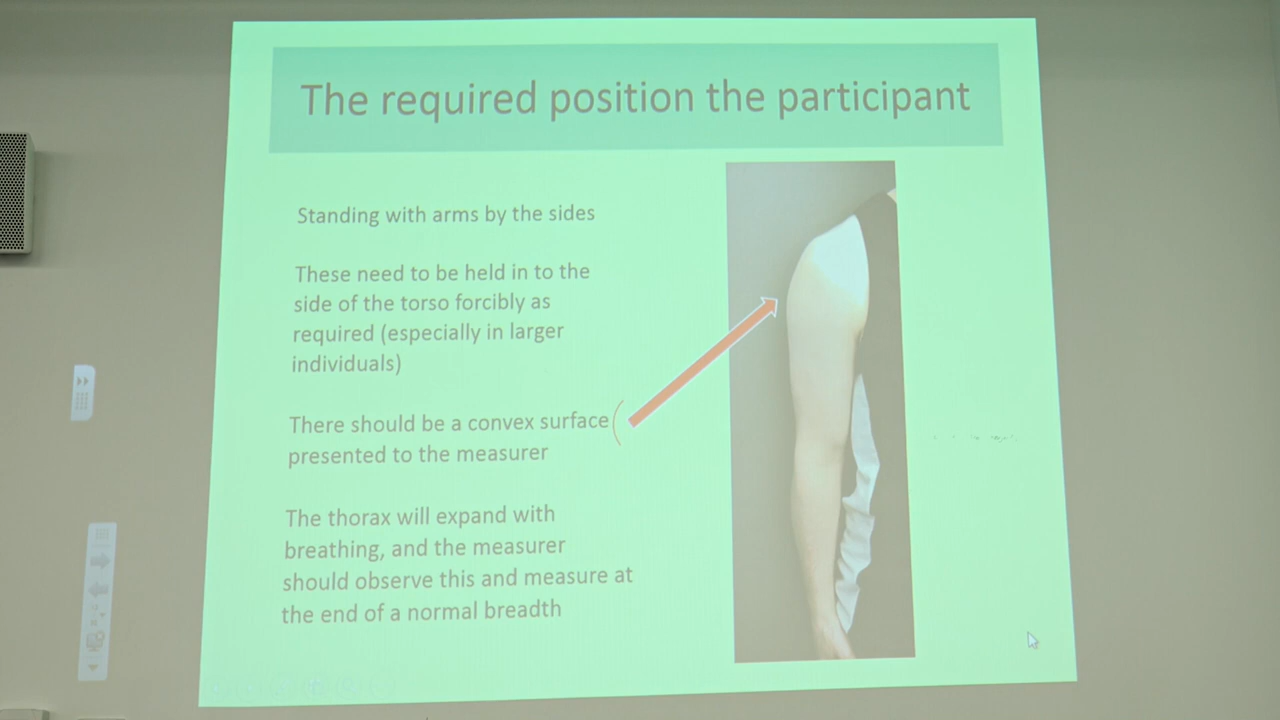 The required position the participant
Standing with arms by the sides
These need to be held in to the
side of the torso forcibly as
required (especially in larger
individuals)
There should be a convex surface
presented to the measurer
The thorax will expand with
breathing, and the measurer
should observe this and measure at
the end of a normal breadth